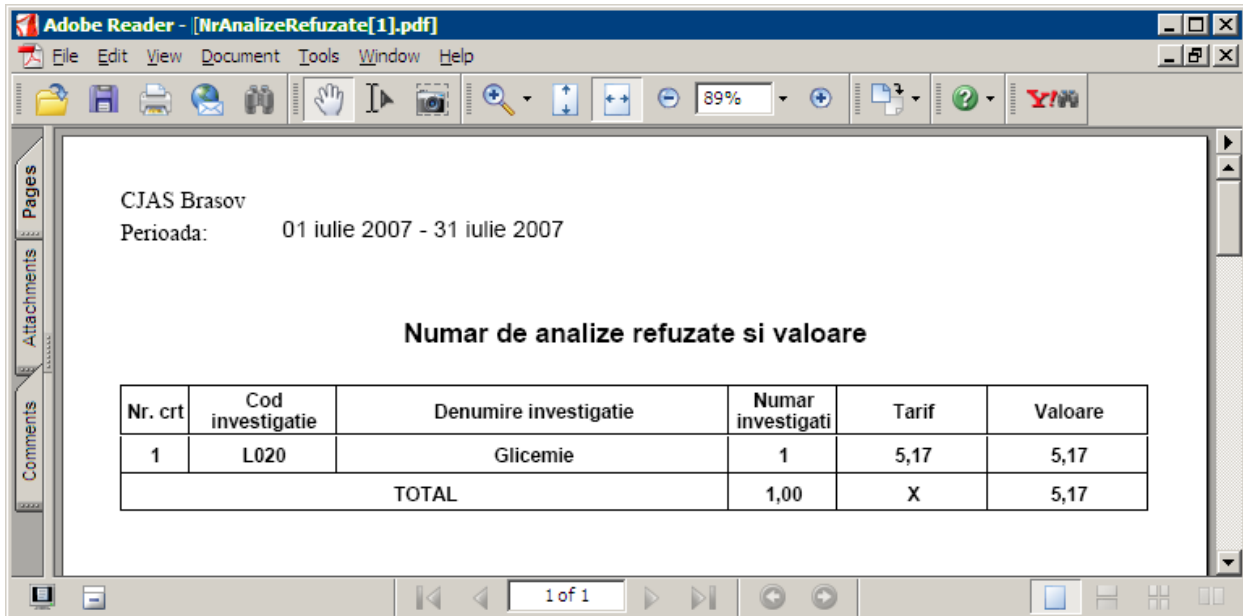 Adobe Reader - [NrAnalizeRefuzate[1].pdf]
File Edit View Document Tools Window Help
89%
Y!
Pages
Attachments
Comments
CJAS Brasov
Perioada: 01 iulie 2007 - 31 iulie 2007
Numar de analize refuzate si valoare
Nr. crt Cod investigatie Denumire investigatie Numar investigati Tarif Valoare
1 L020 Glicemie 1 5,17 5,17
TOTAL 1,00 X 5,17
1 of 1